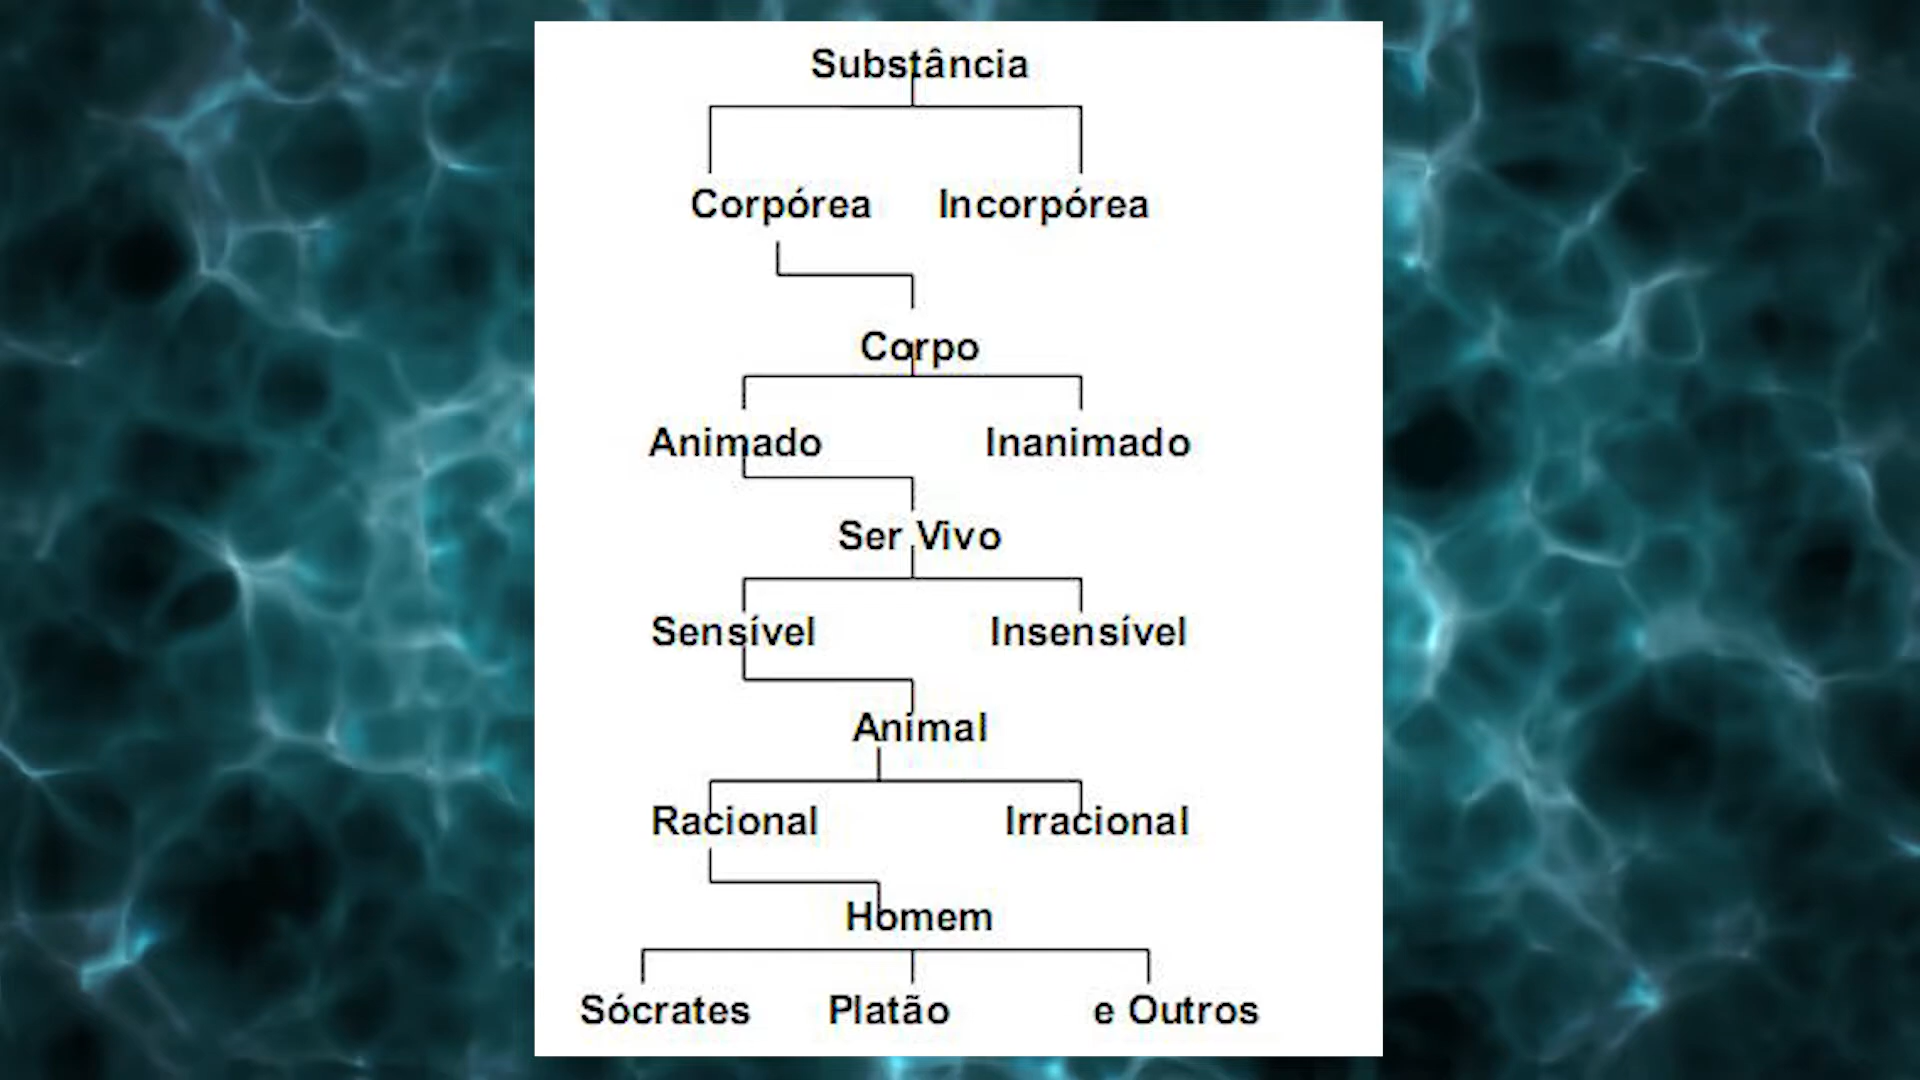 Substância
Corpórea Incorpórea
Corpo
Animado Inanimado
Ser Vivo
Sensível Insensível
Animal
Racional Irracional
Homem
Sócrates Platão e Outros